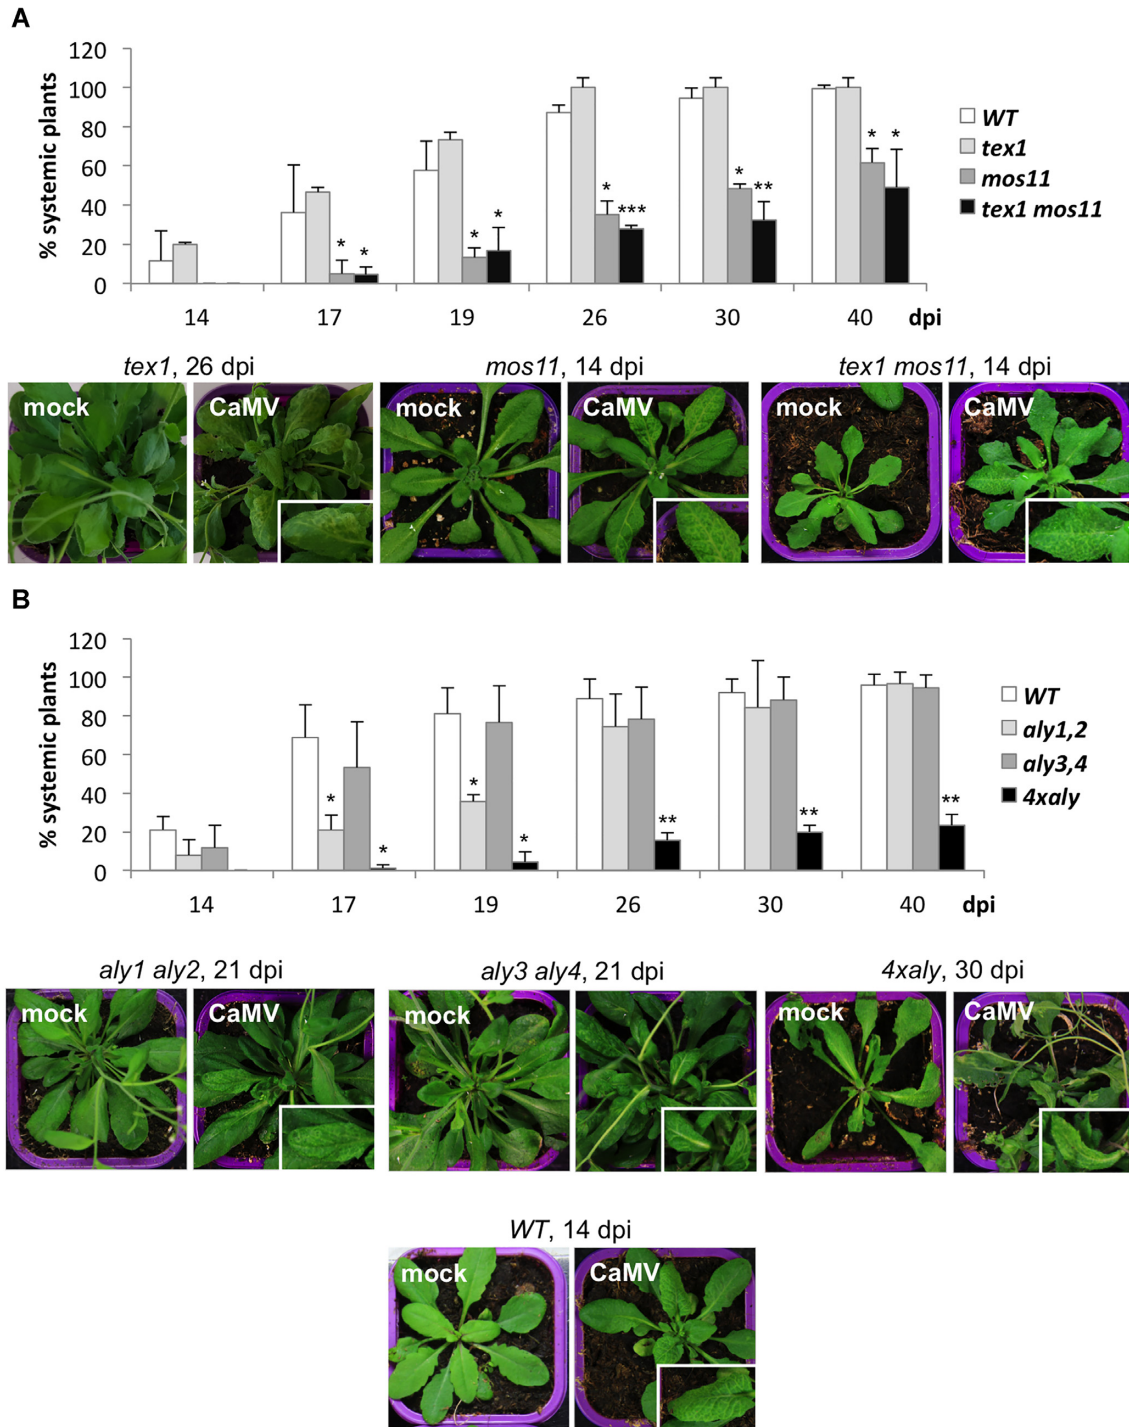 A
% systemic plants
120
100
80
60
40
20
0
* * * * * *** * ** * *
14 17 19 26 30 40 dpi
WT
tex1
mos11
tex1 mos11
tex1, 26 dpi mos11, 14 dpi tex1 mos11, 14 dpi
mock CaMV mock CaMV mock CaMV
B
% systemic plants
120
100
80
60
40
20
0
* * * * ** ** **
14 17 19 26 30 40 dpi
WT
aly1,2
aly3,4
4xaly
aly1 aly2, 21 dpi aly3 aly4, 21 dpi 4xaly, 30 dpi
mock CaMV mock mock CaMV
WT, 14 dpi
mock CaMV